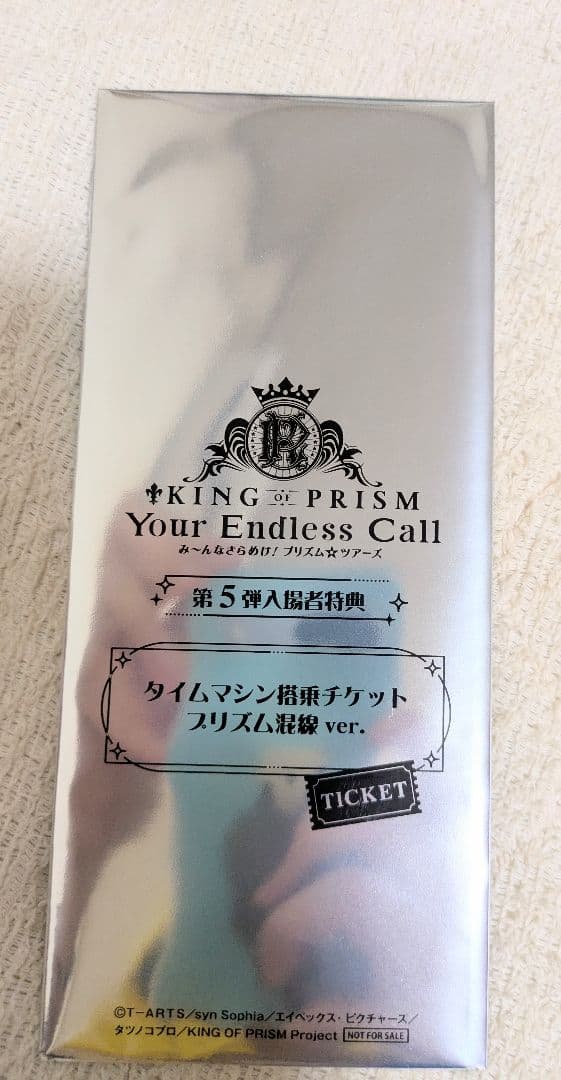 PR
KING OF PRISM
Your Endless Call
み~んなきらめけ!プリズム☆ツアーズ
第5弾入場者特典
タイムマシン搭乗チケット
プリズム混線 ver.
TICKET
©T-ARTS/syn Sophia/エイベックス・ピクチャーズ/
タツノコプロ/KING OF PRISM Project NOT FOR SALE